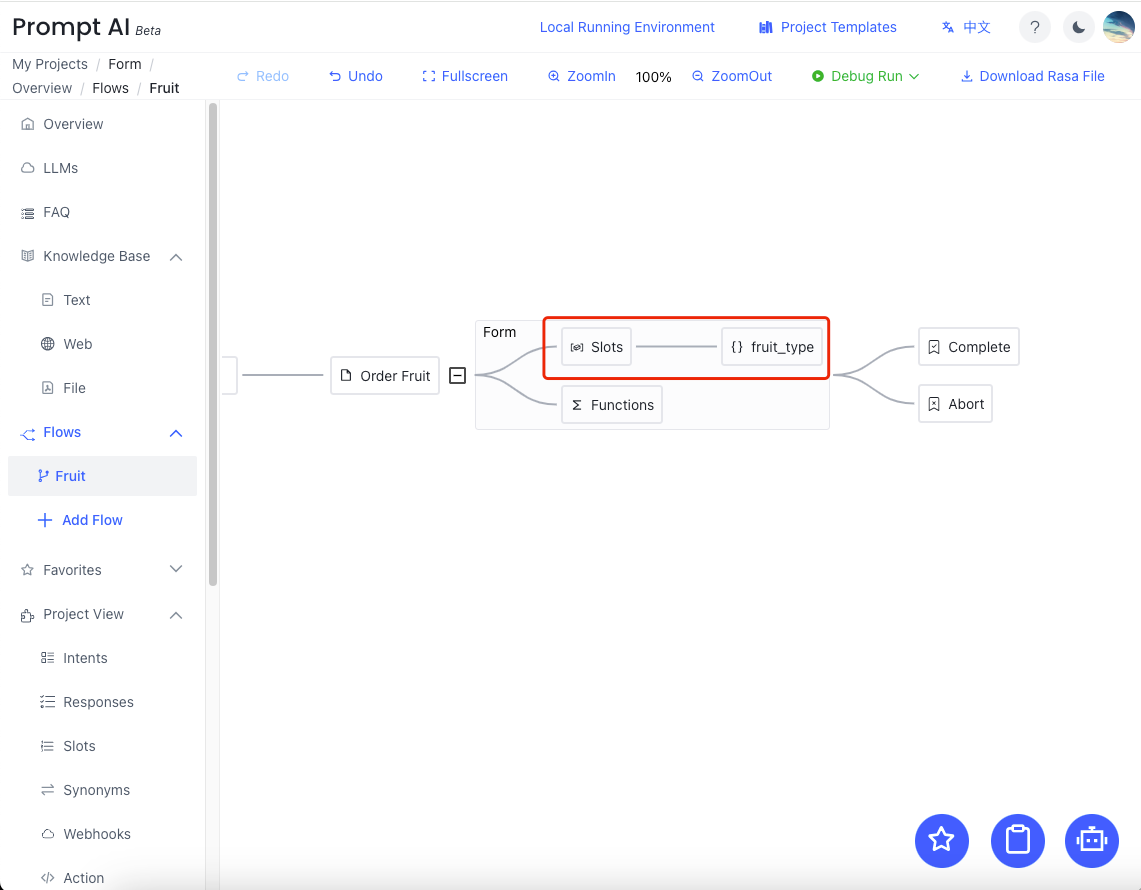 Prompt AI Beta
Local Running Environment
Project Templates
中文
?
My Projects / Form /
Overview / Flows / Fruit
Redo
Undo
Fullscreen
ZoomIn
100%
ZoomOut
Debug Run
Download Rasa File
Overview
LLMs
FAQ
Knowledge Base
Text
Web
File
Flows
Fruit
Add Flow
Favorites
Project View
Intents
Responses
Slots
Synonyms
Webhooks
Action
Order Fruit
Form
Slots
{} fruit_type
Σ Functions
Complete
Abort